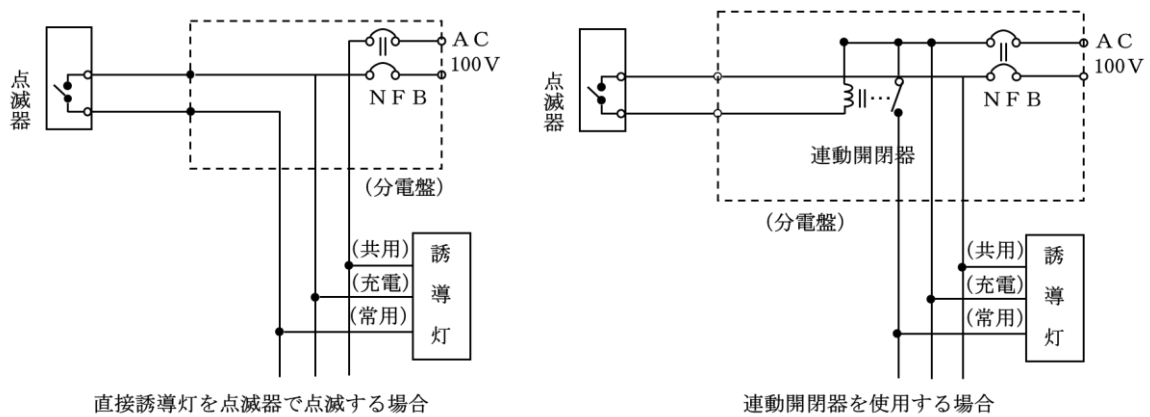 点滅器
AC
100V
NFB
(分電盤)
(共用)
(充電)
(常用)
誘導灯
直接誘導灯を点滅器で点滅する場合
点滅器
AC
100V
NFB
連動開閉器
(分電盤)
(共用)
(充電)
(常用)
誘導灯
連動開閉器を使用する場合